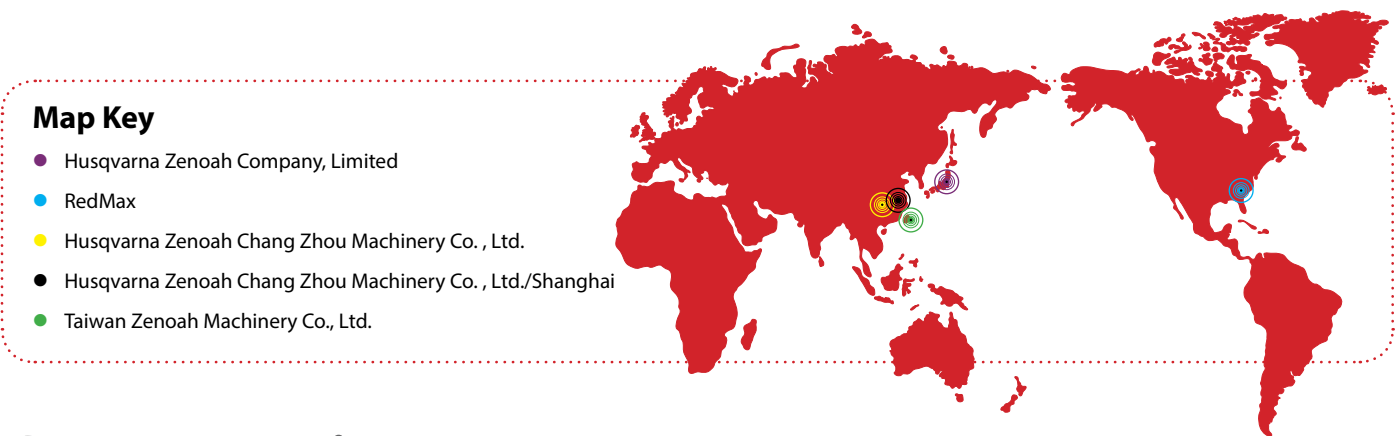 Map Key
Husqvarna Zenoah Company, Limited
RedMax
Husqvarna Zenoah Chang Zhou Machinery Co. , Ltd.
Husqvarna Zenoah Chang Zhou Machinery Co. , Ltd./Shanghai
Taiwan Zenoah Machinery Co., Ltd.